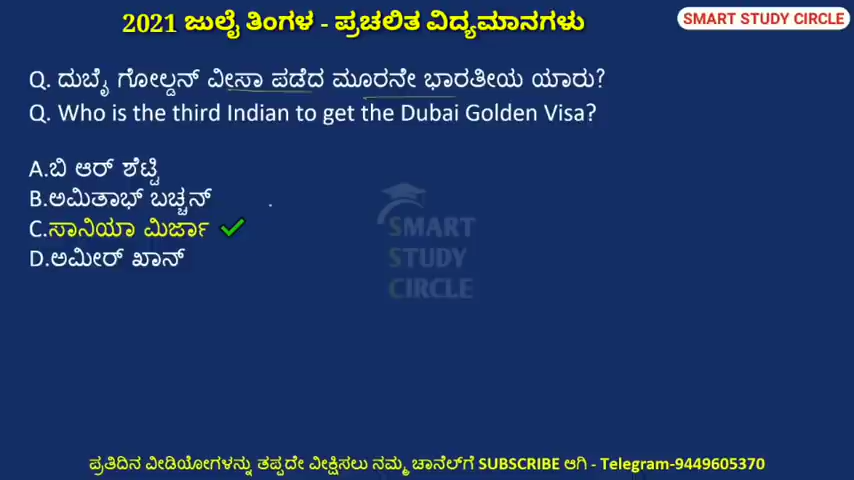 2021 ಜುಲೈ ತಿಂಗಳ - ಪ್ರಚಲಿತ ವಿದ್ಯಮಾನಗಳು
SMART STUDY CIRCLE
Q. ದುಬೈ ಗೋಲ್ಡನ್ ವೀಸಾ ಪಡೆದ ಮೂರನೇ ಭಾರತೀಯ ಯಾರು?
Q. Who is the third Indian to get the Dubai Golden Visa?
A.ಬಿ ಆರ್ ಶೆಟ್ಟಿ
B.ಅಮಿತಾಭ್ ಬಚ್ಚನ್
C.ಸಾನಿಯಾ ಮಿರ್ಜಾ
D.ಅಮೀರ್ ಖಾನ್
SMART
STUDY
CIRCLE
ಪ್ರತಿದಿನ ವೀಡಿಯೋಗಳನ್ನು ತಪ್ಪದೇ ವೀಕ್ಷಿಸಲು ನಮ್ಮ ಚಾನೆಲ್‌ಗೆ SUBSCRIBE ಆಗಿ - Telegram-9449605370